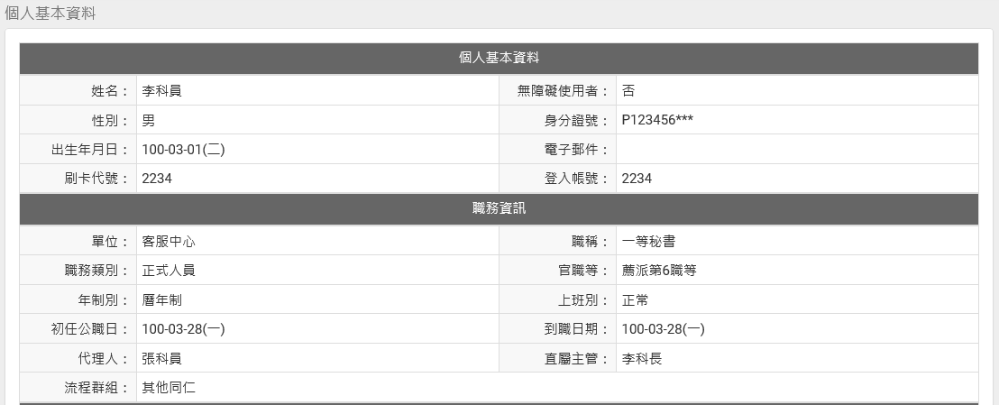 個人基本資料
個人基本資料
姓名： 李科員 無障礙使用者： 否
性別： 男 身分證號： P123456***
出生年月日： 100-03-01(二) 電子郵件：
刷卡代號： 2234 登入帳號： 2234
職務資訊
單位： 客服中心 職稱： 一等秘書
職務類別： 正式人員 官職等： 薦派第6職等
年制別： 曆年制 上班別： 正常
初任公職日： 100-03-28(一) 到職日期： 100-03-28(一)
代理人： 張科員 直屬主管： 李科長
流程群組： 其他同仁